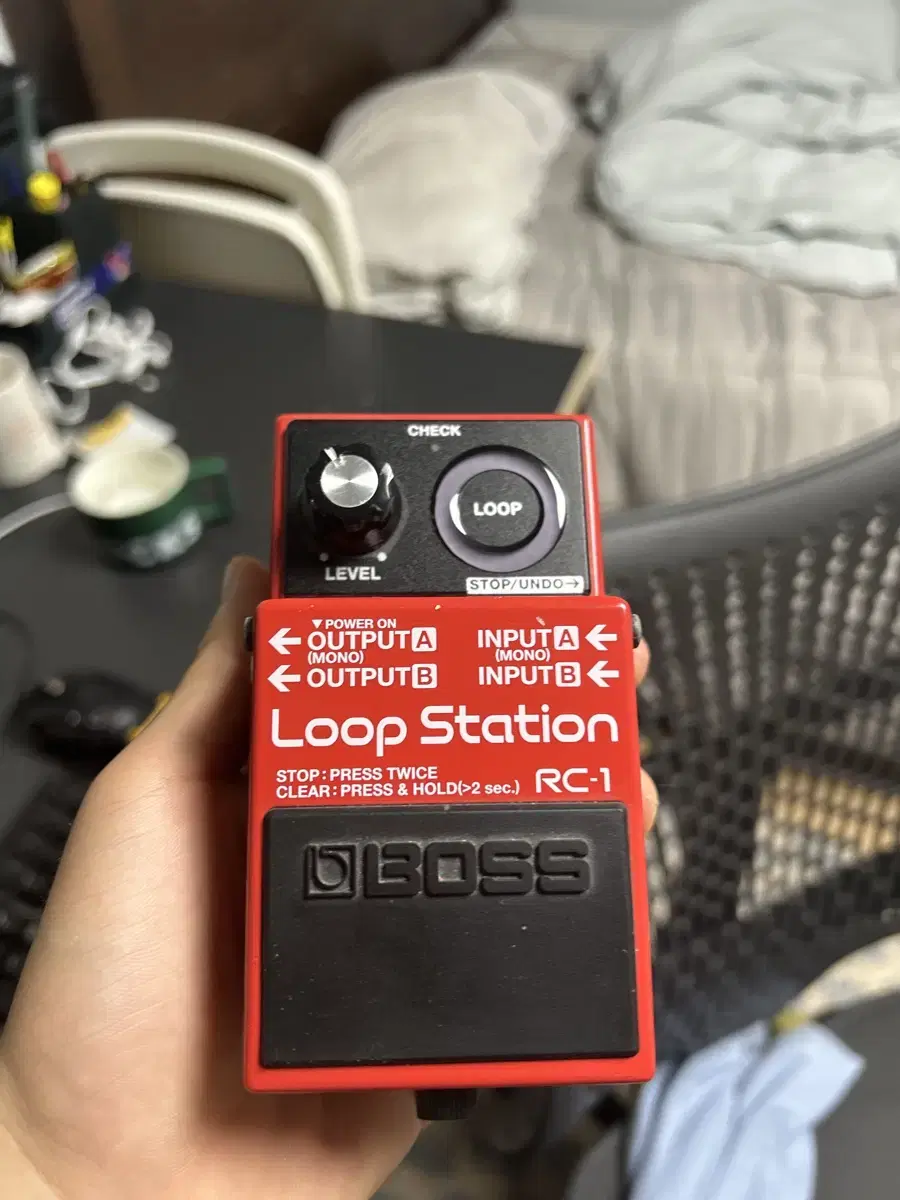 CHECK
LOOP
LEVEL
STOP/UNDO→
▼POWER ON
←OUTPUT A
(MONO)
←OUTPUT B
INPUT A←
(MONO)
INPUT B←
Loop Station
STOP:PRESS TWICE
CLEAR:PRESS & HOLD(>2 sec.)
RC-1
BOSS